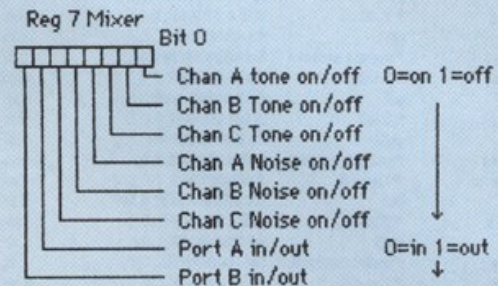 Reg 7 Mixer
Bit 0
Chan A tone on/off 0=on 1=off
Chan B Tone on/off
Chan C Tone on/off
Chan A Noise on/off
Chan B Noise on/off
Chan C Noise on/off
Port A in/out 0=in 1=out
Port B in/out